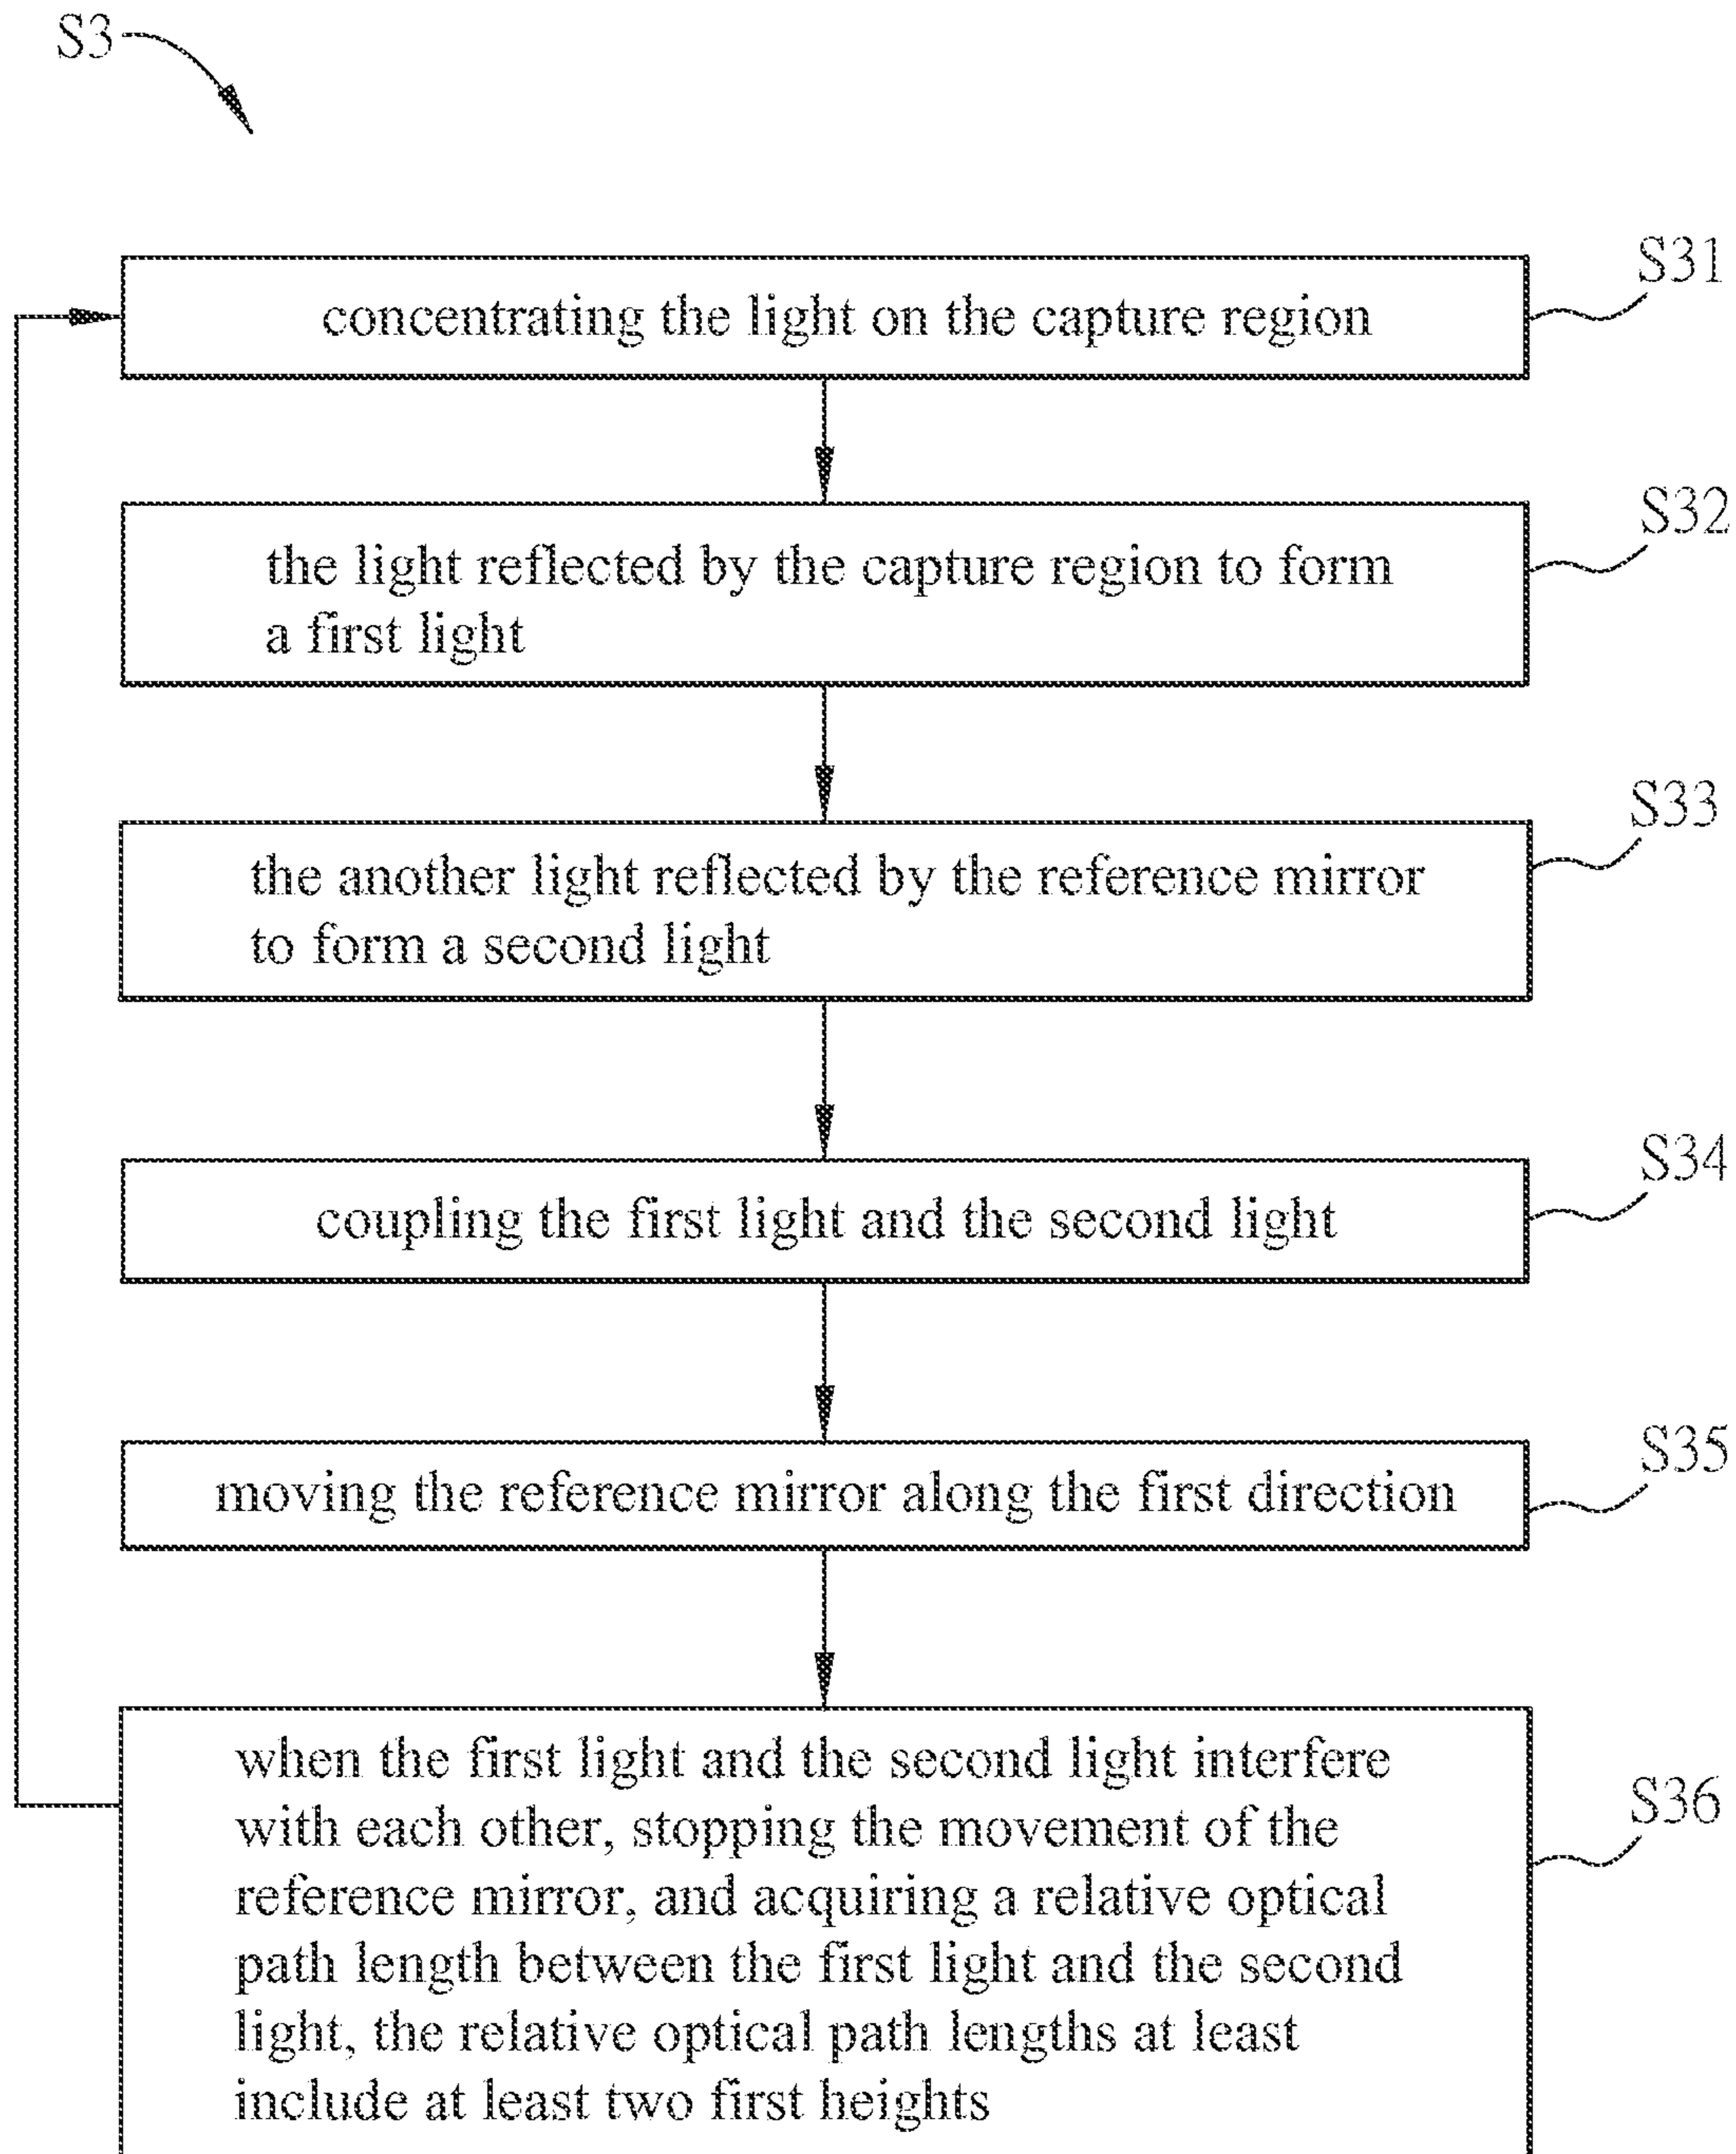 S3
S31
concentrating the light on the capture region
S32
the light reflected by the capture region to form
a first light
S33
the another light reflected by the reference mirror
to form a second light
S34
coupling the first light and the second light
S35
moving the reference mirror along the first direction
S36
when the first light and the second light interfere
with each other, stopping the movement of the
reference mirror, and acquiring a relative optical
path length between the first light and the second
light, the relative optical path lengths at least
include at least two first heights